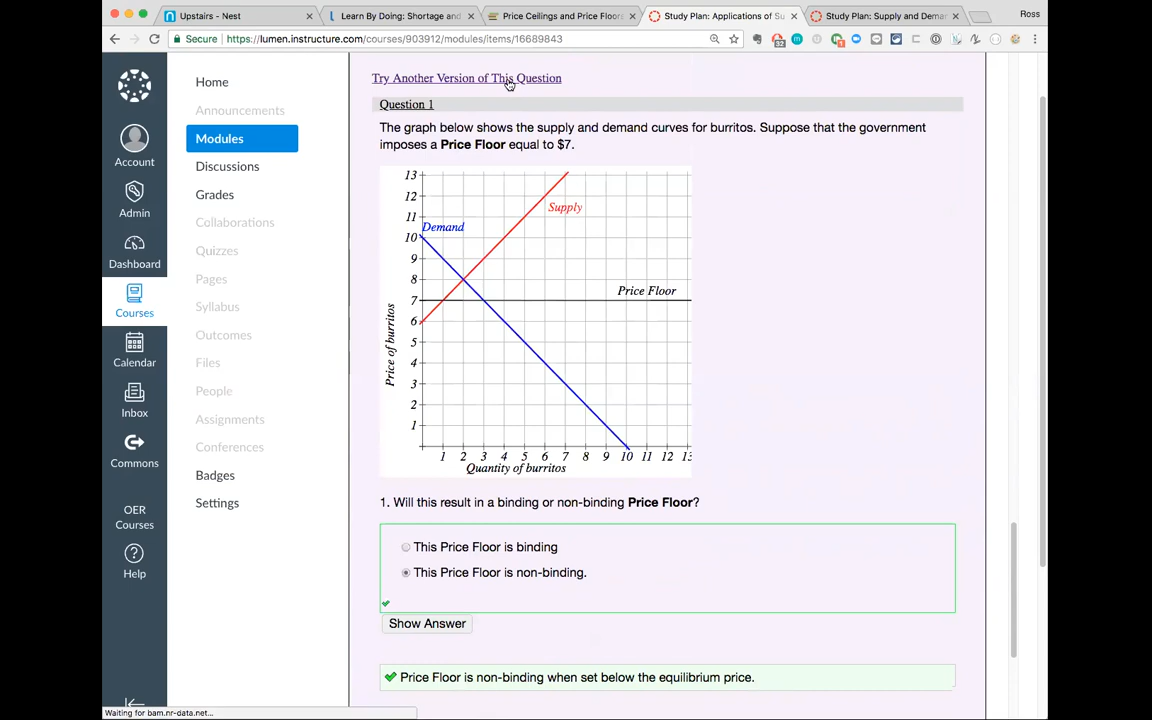 Upstairs - Nest
Learn By Doing: Shortage and
Price Ceilings and Price Floors
Study Plan: Applications of Su
Study Plan: Supply and Demar
Ross
Secure
https://lumen.instructure.com/courses/903912/modules/items/16689843
Account
Admin
Dashboard
Courses
Calendar
Inbox
Commons
OER
Courses
Help
Home
Announcements
Modules
Discussions
Grades
Collaborations
Quizzes
Pages
Syllabus
Outcomes
Files
People
Assignments
Conferences
Badges
Settings
Try Another Version of This Question
Question 1
The graph below shows the supply and demand curves for burritos. Suppose that the government
imposes a Price Floor equal to $7.
13
12
11
10
9
8
7
6
5
4
3
2
1
Supply
Demand
Price Floor
Price of burritos
1 2 3 4 5 6 7 8 9 10 11 12 13
Quantity of burritos
1. Will this result in a binding or non-binding Price Floor?
This Price Floor is binding
This Price Floor is non-binding.
Show Answer
Price Floor is non-binding when set below the equilibrium price.
Waiting for bam.nr-data.net...